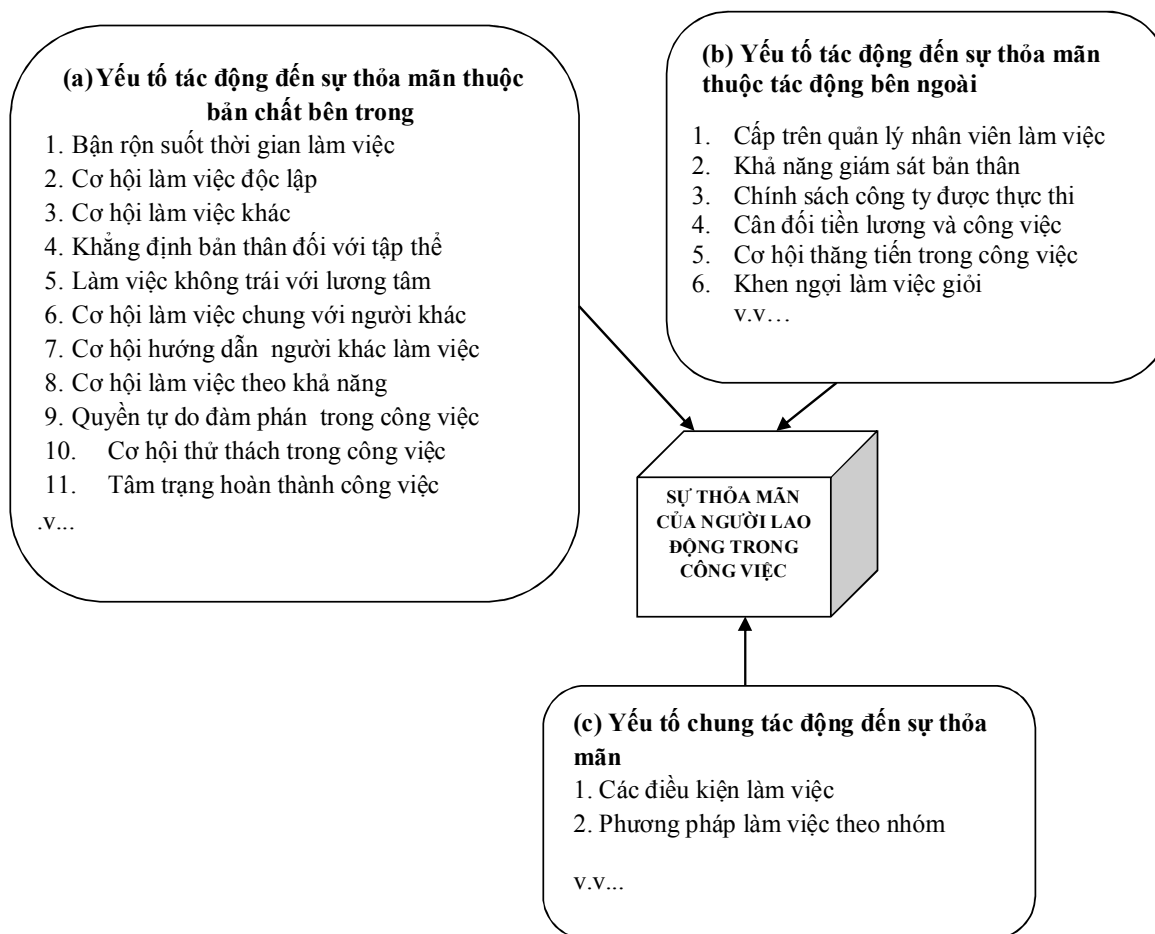 (a) Yếu tố tác động đến sự thỏa mãn thuộc
bản chất bên trong
1. Bận rộn suốt thời gian làm việc
2. Cơ hội làm việc độc lập
3. Cơ hội làm việc khác
4. Khẳng định bản thân đối với tập thể
5. Làm việc không trái với lương tâm
6. Cơ hội làm việc chung với người khác
7. Cơ hội hướng dẫn người khác làm việc
8. Cơ hội làm việc theo khả năng
9. Quyền tự do đàm phán trong công việc
10. Cơ hội thử thách trong công việc
11. Tâm trạng hoàn thành công việc
.v...
(b) Yếu tố tác động đến sự thỏa mãn
thuộc tác động bên ngoài
1. Cấp trên quản lý nhân viên làm việc
2. Khả năng giám sát bản thân
3. Chính sách công ty được thực thi
4. Cân đối tiền lương và công việc
5. Cơ hội thăng tiến trong công việc
6. Khen ngợi làm việc giỏi
v.v...
SỰ THỎA MÃN
CỦA NGƯỜI LAO
ĐỘNG TRONG
CÔNG VIỆC
(c) Yếu tố chung tác động đến sự thỏa
mãn
1. Các điều kiện làm việc
2. Phương pháp làm việc theo nhóm
v.v...